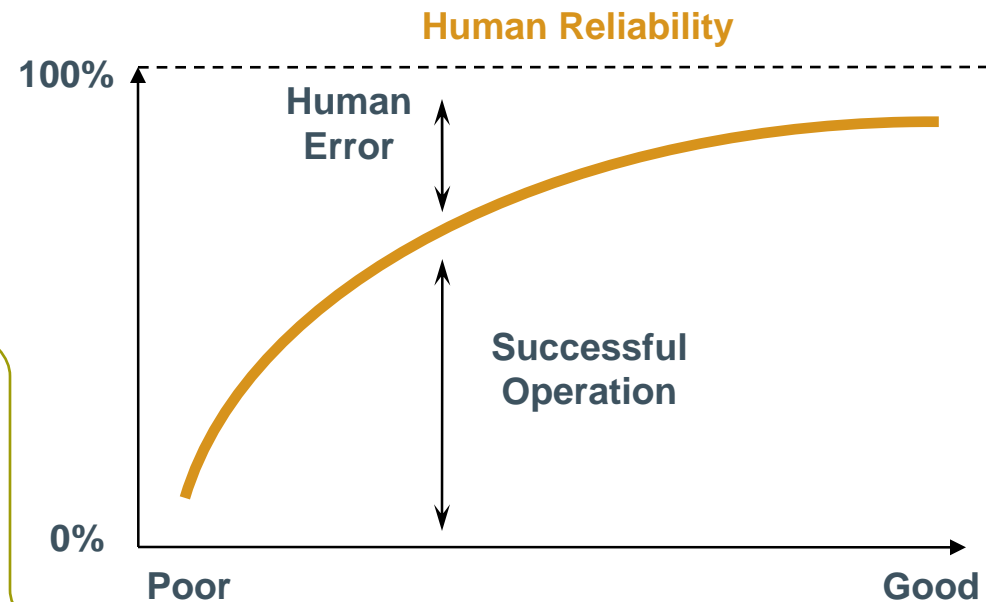 Human Reliability
100%
Human
Error
Successful
Operation
0%
Poor
Good